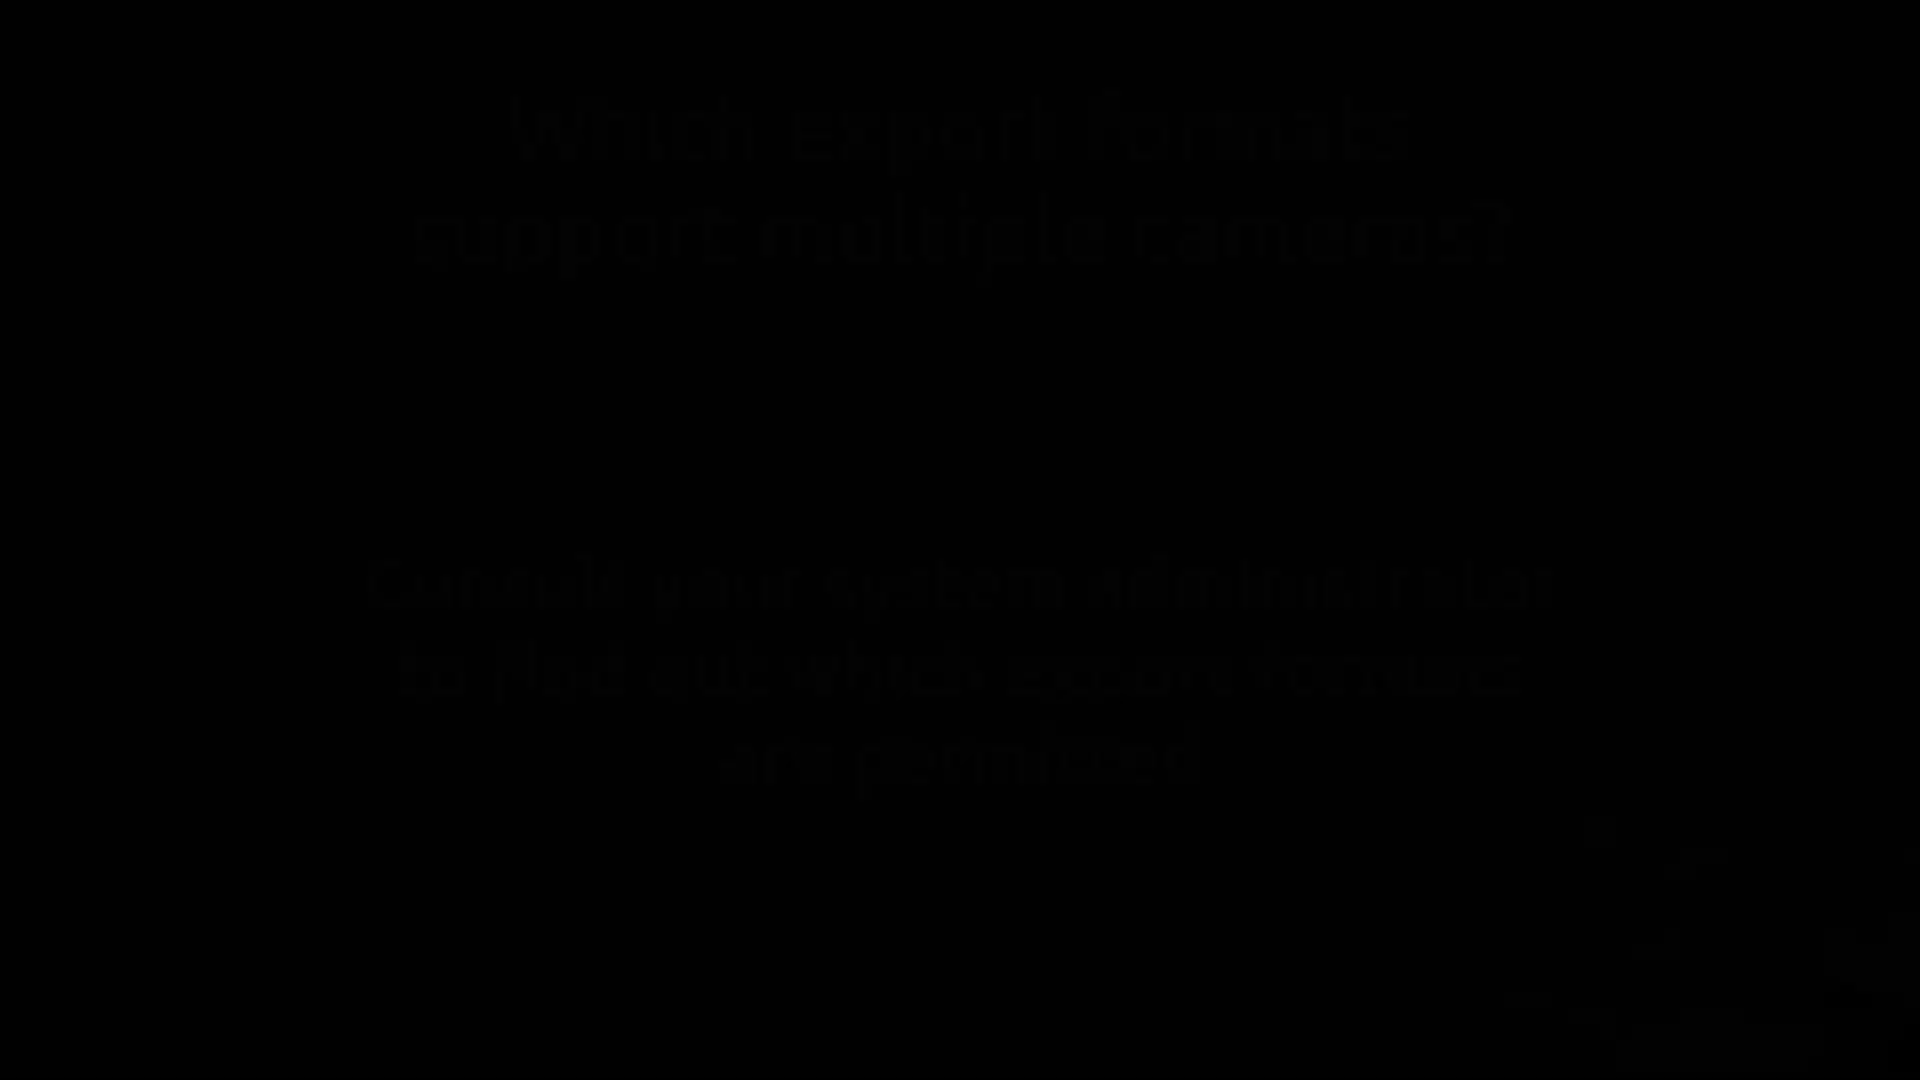 Which export formats
support multiple cameras?
Consult your system administrator
to find out which export formats
are permitted